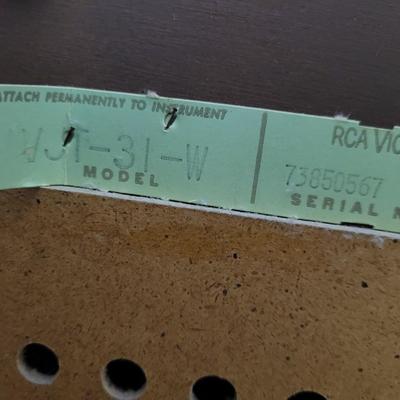 ATTACH PERMANENTLY TO INSTRUMENT
VJT-31-W
MODEL
RCA VIC
73850567
SERIAL N